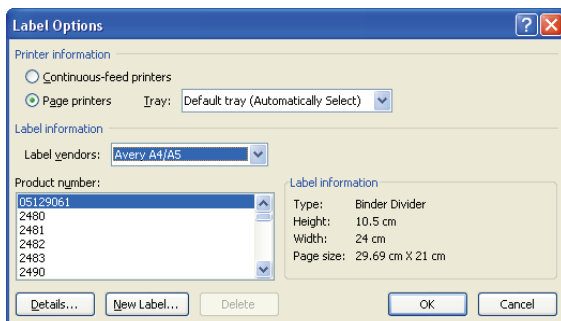 Label Options
Printer information
Continuous-feed printers
Page printers Tray: Default tray (Automatically Select)
Label information
Label vendors: Avery A4/A5
Product number:
05129061
2480
2481
2482
2483
2490
Label information
Type: Binder Divider
Height: 10.5 cm
Width: 24 cm
Page size: 29.69 cm X 21 cm
Details... New Label... Delete OK Cancel